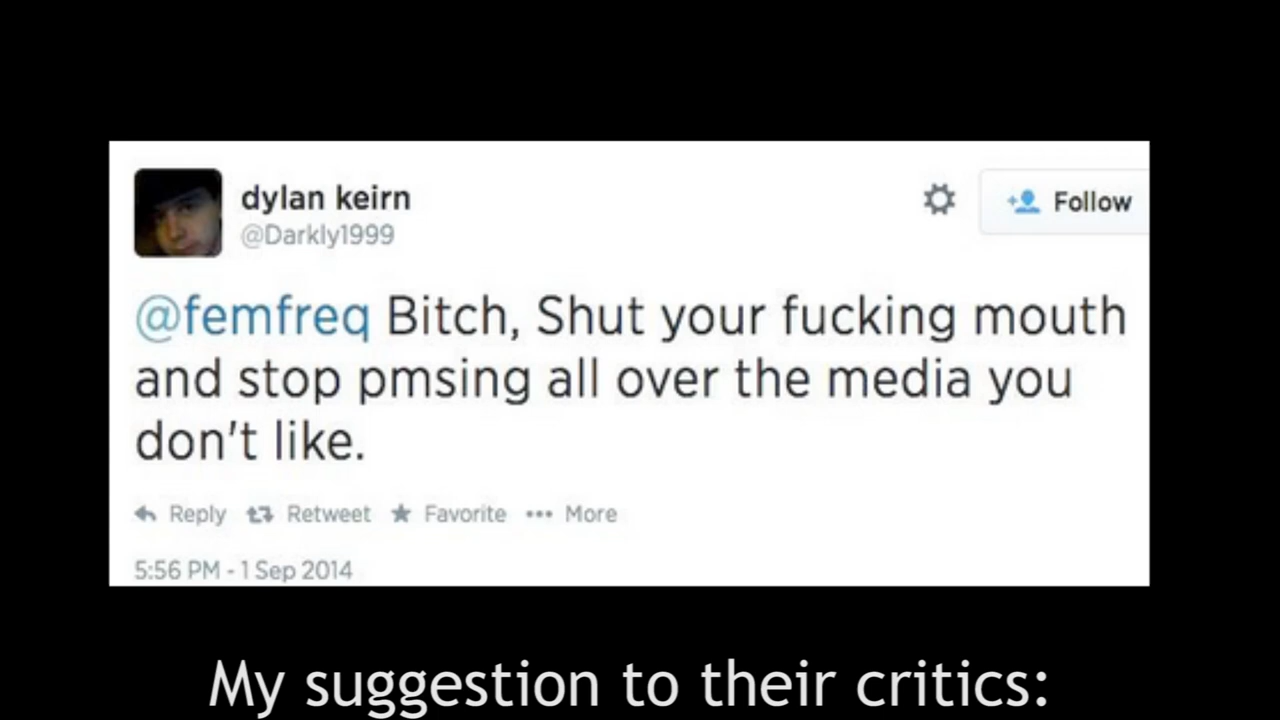 dylan keirn
@Darkly1999
Follow
@femfreq Bitch, Shut your fucking mouth
and stop pmsing all over the media you
don't like.
Reply Retweet Favorite More
5:56 PM - 1 Sep 2014
My suggestion to their critics: